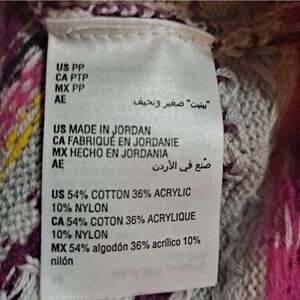 US PP
CA PTP
MX PP
AE "بيتيت" صغير ونحيف
US MADE IN JORDAN
CA FABRIQUÉ EN JORDANIE
MX HECHO EN JORDANIA
AE صُنع في الأردن
US 54% COTTON 36% ACRYLIC
10% NYLON
CA 54% COTON 36% ACRYLIQUE
10% NYLON
MX 54% algodón 36% acrílico 10%
nilón